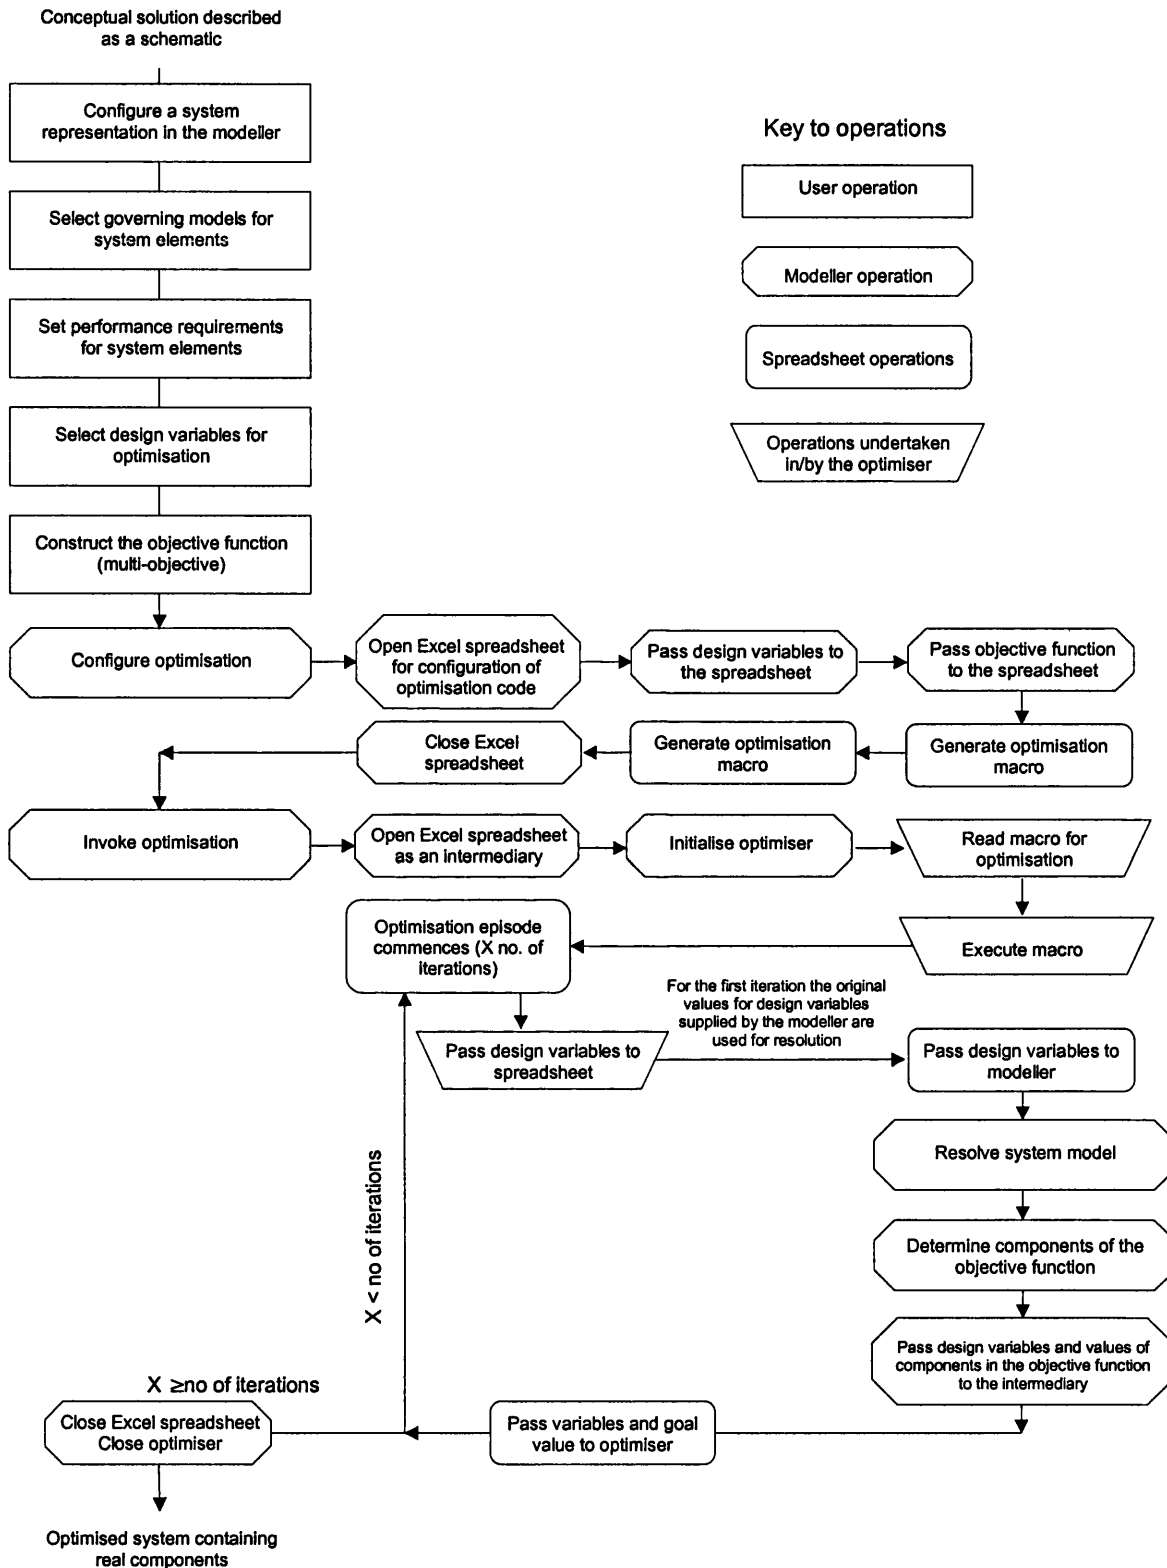 Conceptual solution described
as a schematic
Configure a system
representation in the modeller
Select governing models for
system elements
Set performance requirements
for system elements
Select design variables for
optimisation
Construct the objective function
(multi-objective)
Key to operations
User operation
Modeller operation
Spreadsheet operations
Operations undertaken
in/by the optimiser
Configure optimisation
Open Excel spreadsheet
for configuration of
optimisation code
Pass design variables to
the spreadsheet
Pass objective function
to the spreadsheet
Close Excel
spreadsheet
Generate optimisation
macro
Generate optimisation
macro
Invoke optimisation
Open Excel spreadsheet
as an intermediary
Initialise optimiser
Read macro for
optimisation
Optimisation episode
commences (X no. of
iterations)
Execute macro
For the first iteration the original
values for design variables
supplied by the modeller are
used for resolution
Pass design variables to
spreadsheet
Pass design variables to
modeller
Resolve system model
Determine components of the
objective function
Pass design variables and values of
components in the objective function
to the intermediary
X < no of iterations
X ≥no of iterations
Close Excel spreadsheet
Close optimiser
Pass variables and goal
value to optimiser
Optimised system containing
real components